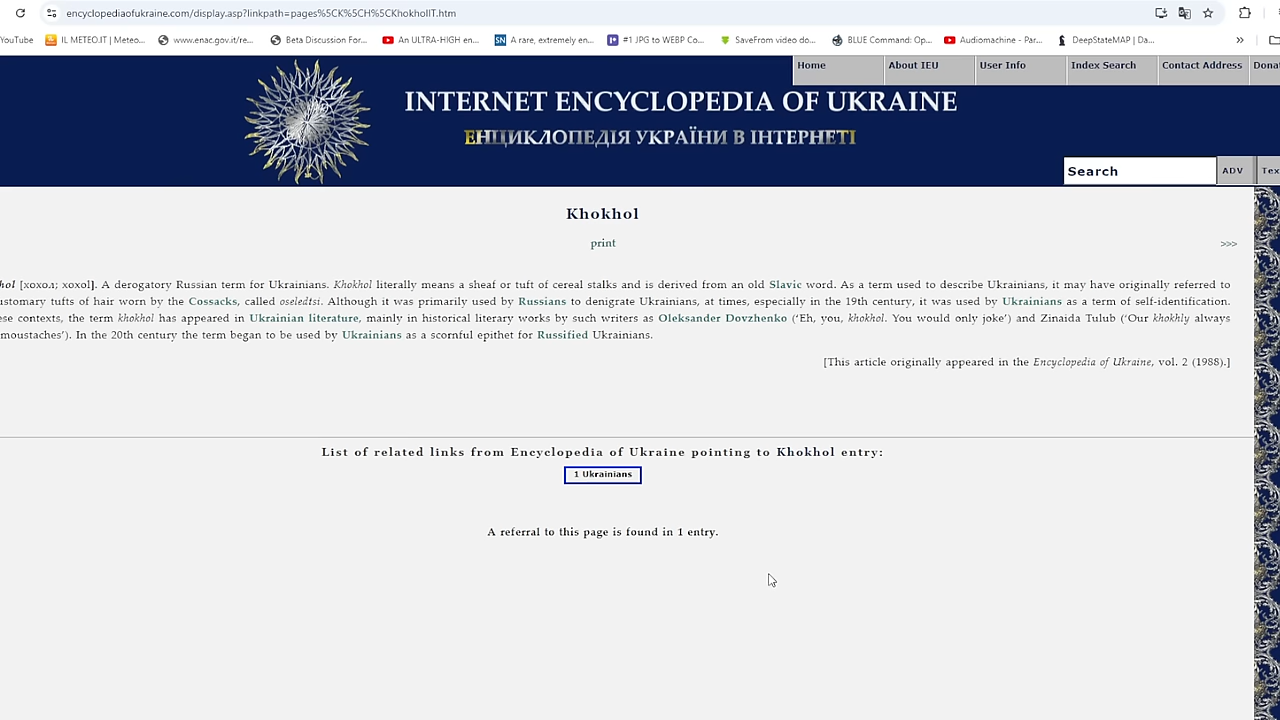 encyclopediaofukraine.com/display.asp?linkpath=pages%5CK%5CH%5CKhokholIT.htm
YouTube IL METEO.IT | Meteo... www.enac.gov.it/re... Beta Discussion For... An ULTRA-HIGH en... A rare, extremely en... #1 JPG to WEBP Co... SaveFrom video do... BLUE Command: Op... Audiomachine - Par... DeepStateMAP | Da... »
Home About IEU User Info Index Search Contact Address Dona
INTERNET ENCYCLOPEDIA OF UKRAINE
ЕНЦИКЛОПЕДІЯ УКРАЇНИ В ІНТЕРНЕТІ
Search ADV Tex
Khokhol
print >>>
hol [хохол; xoxol]. A derogatory Russian term for Ukrainians. Khokhol literally means a sheaf or tuft of cereal stalks and is derived from an old Slavic word. As a term used to describe Ukrainians, it may have originally referred to
ustomary tufts of hair worn by the Cossacks, called oseledtsi. Although it was primarily used by Russians to denigrate Ukrainians, at times, especially in the 19th century, it was used by Ukrainians as a term of self-identification.
ese contexts, the term khokhol has appeared in Ukrainian literature, mainly in historical literary works by such writers as Oleksander Dovzhenko (‘Eh, you, khokhol. You would only joke’) and Zinaida Tulub (‘Our khokhly always
moustaches’). In the 20th century the term began to be used by Ukrainians as a scornful epithet for Russified Ukrainians.
[This article originally appeared in the Encyclopedia of Ukraine, vol. 2 (1988).]
List of related links from Encyclopedia of Ukraine pointing to Khokhol entry:
1 Ukrainians
A referral to this page is found in 1 entry.